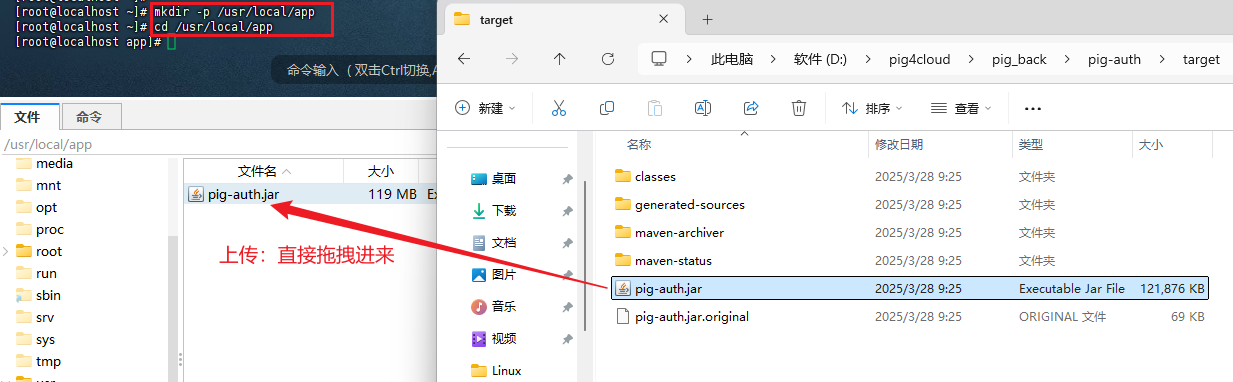 [root@localhost ~]# mkdir -p /usr/local/app
[root@localhost ~]# cd /usr/local/app
[root@localhost app]#
命令输入（双击Ctrl切换,A
文件 命令
/usr/local/app
media
mnt
opt
proc
root
run
sbin
srv
sys
tmp
文件名 大小
pig-auth.jar 119 MB E
上传：直接拖拽进来
target
此电脑 > 软件 (D:) > pig4cloud > pig_back > pig-auth > target
新建 排序 查看
桌面
下载
文档
图片
音乐
视频
Linux
名称 修改日期 类型 大小
classes 2025/3/28 9:25 文件夹
generated-sources 2025/3/28 9:25 文件夹
maven-archiver 2025/3/28 9:25 文件夹
maven-status 2025/3/28 9:25 文件夹
pig-auth.jar 2025/3/28 9:25 Executable Jar File 121,876 KB
pig-auth.jar.original 2025/3/28 9:25 ORIGINAL 文件 69 KB